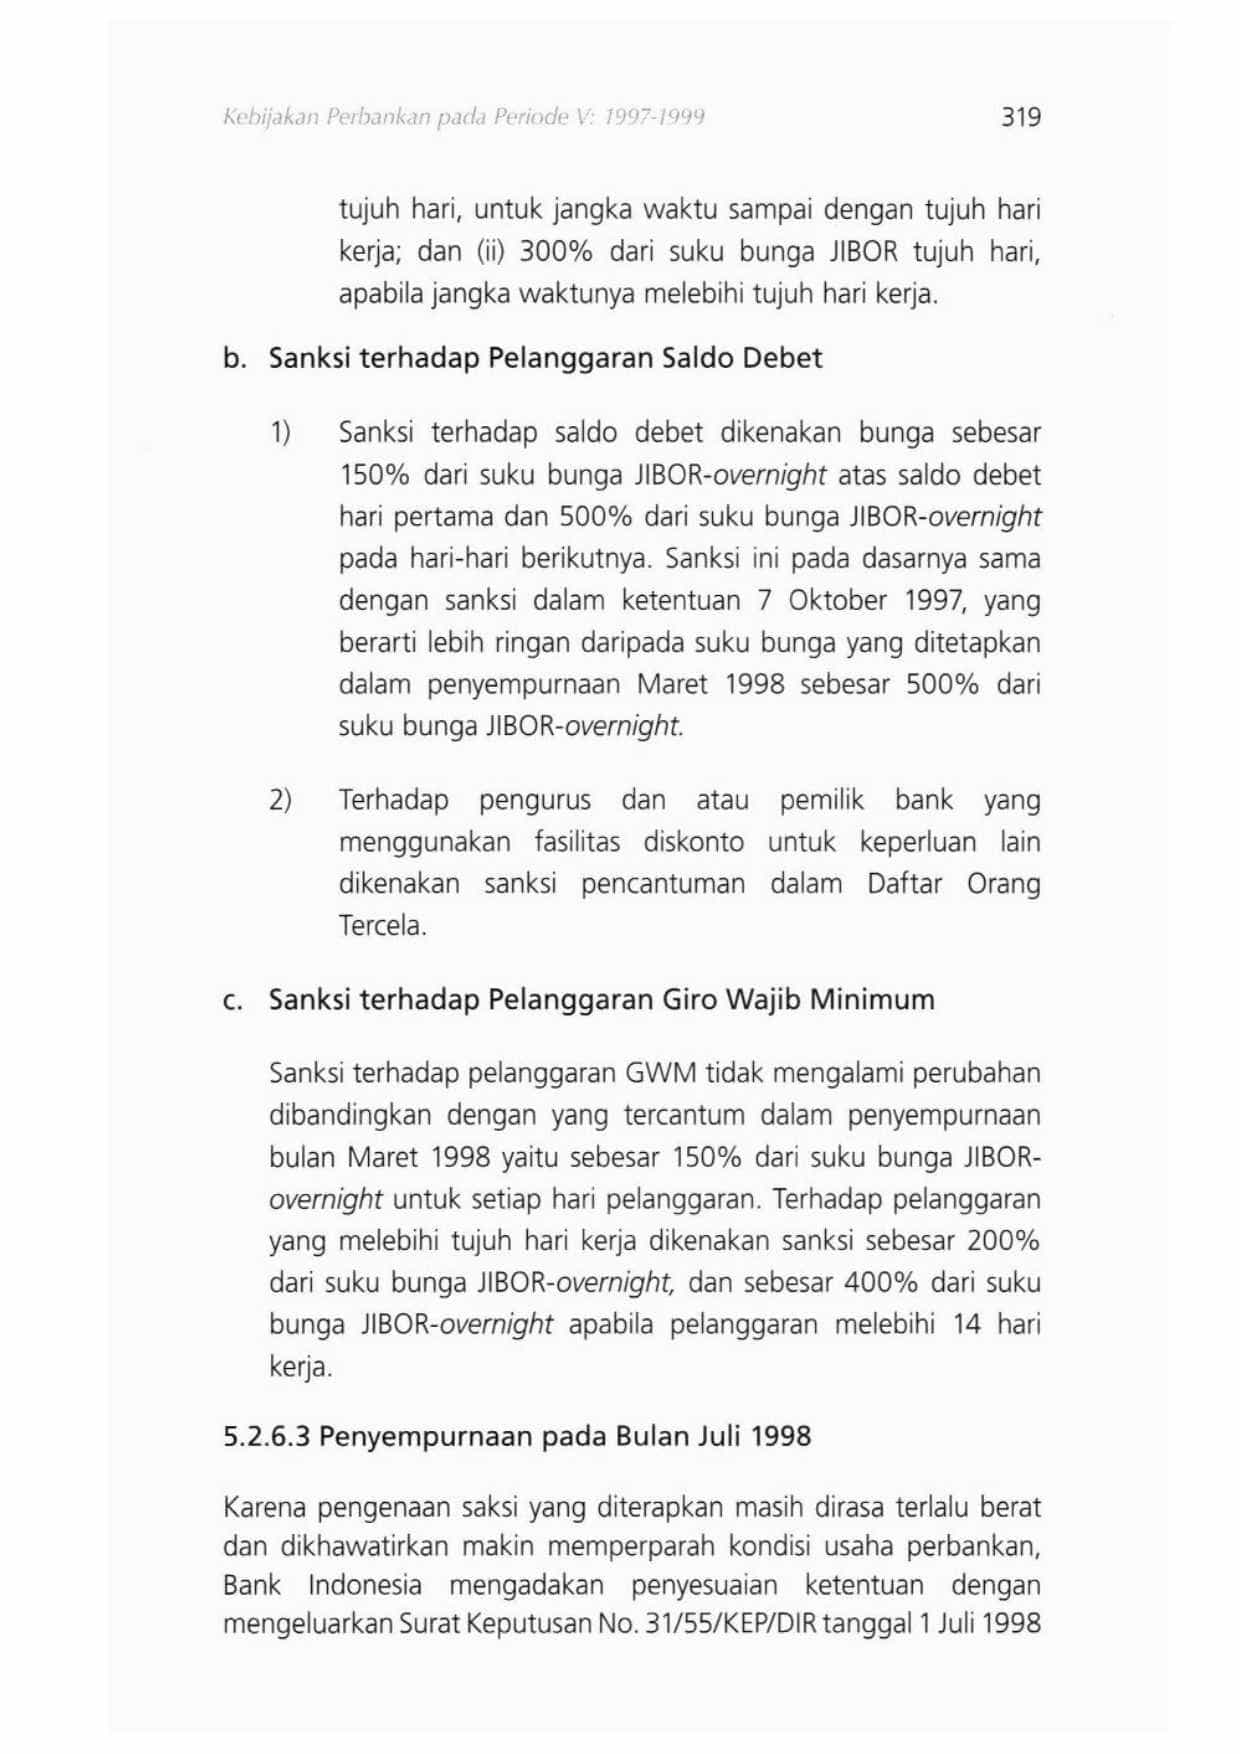 Kebijakan Perbankan pada Periode V: 1997-1999 319
tujuh hari, untuk jangka waktu sampai dengan tujuh hari
kerja; dan (ii) 300% dari suku bunga JIBOR tujuh hari,
apabila jangka waktunya melebihi tujuh hari kerja.
b. Sanksi terhadap Pelanggaran Saldo Debet
1) Sanksi terhadap saldo debet dikenakan bunga sebesar
150% dari suku bunga JIBOR-overnight atas saldo debet
hari pertama dan 500% dari suku bunga JIBOR-overnight
pada hari-hari berikutnya. Sanksi ini pada dasarnya sama
dengan sanksi dalam ketentuan 7 Oktober 1997, yang
berarti lebih ringan daripada suku bunga yang ditetapkan
dalam penyempurnaan Maret 1998 sebesar 500% dari
suku bunga JIBOR-overnight.
2) Terhadap pengurus dan atau pemilik bank yang
menggunakan fasilitas diskonto untuk keperluan lain
dikenakan sanksi pencantuman dalam Daftar Orang
Tercela.
c. Sanksi terhadap Pelanggaran Giro Wajib Minimum
Sanksi terhadap pelanggaran GWM tidak mengalami perubahan
dibandingkan dengan yang tercantum dalam penyempurnaan
bulan Maret 1998 yaitu sebesar 150% dari suku bunga JIBOR-
overnight untuk setiap hari pelanggaran. Terhadap pelanggaran
yang melebihi tujuh hari kerja dikenakan sanksi sebesar 200%
dari suku bunga JIBOR-overnight, dan sebesar 400% dari suku
bunga JIBOR-overnight apabila pelanggaran melebihi 14 hari
kerja.
5.2.6.3 Penyempurnaan pada Bulan Juli 1998
Karena pengenaan saksi yang diterapkan masih dirasa terlalu berat
dan dikhawatirkan makin memperparah kondisi usaha perbankan,
Bank Indonesia mengadakan penyesuaian ketentuan dengan
mengeluarkan Surat Keputusan No. 31/55/KEP/DIR tanggal 1 Juli 1998